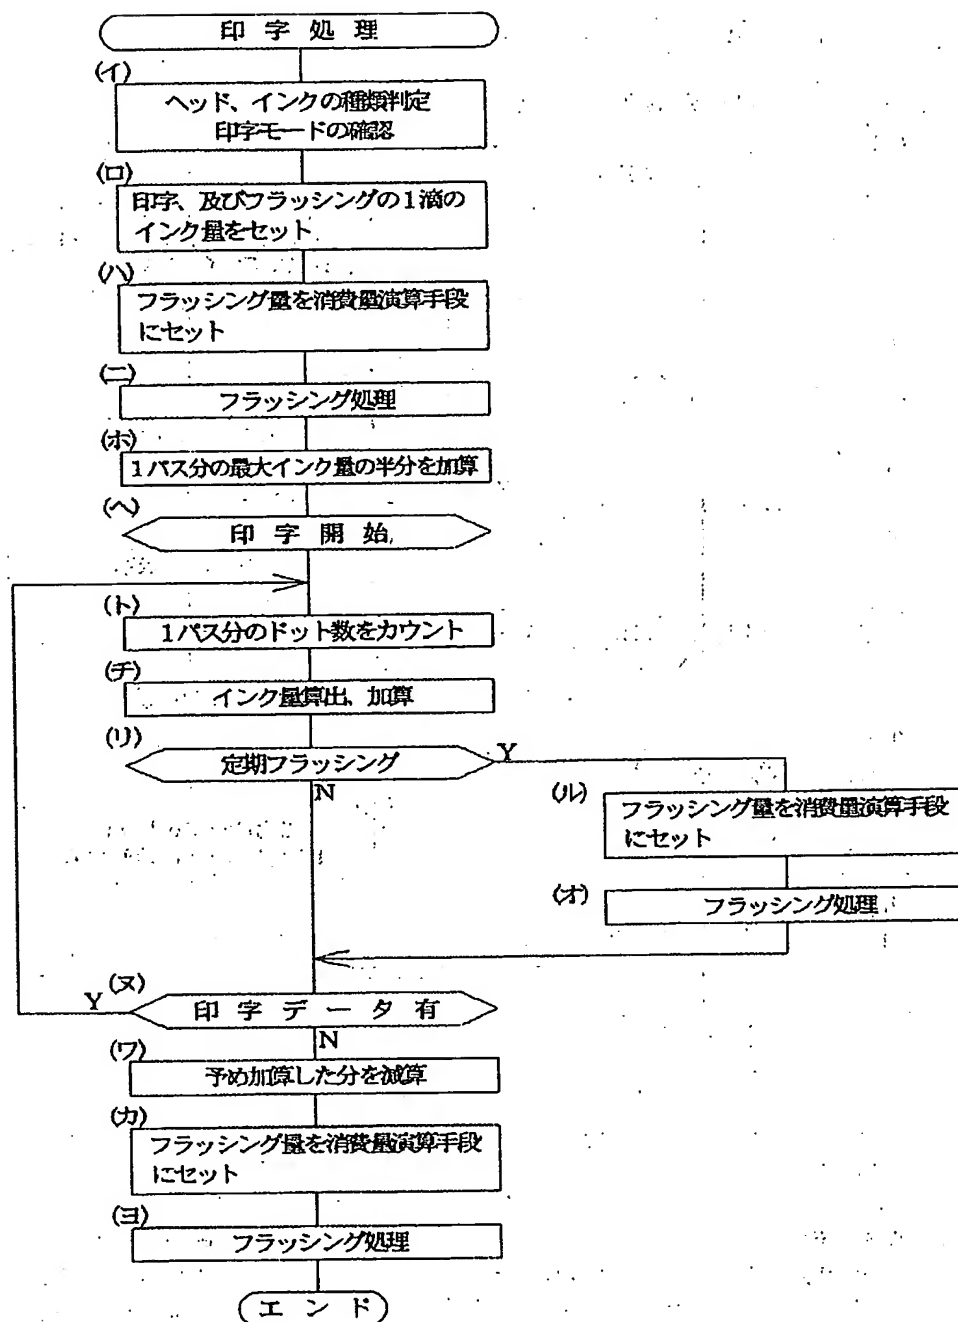 印字処理
(イ)
ヘッド、インクの種類判定
印字モードの確認
(ロ)
印字、及びフラッシングの1滴の
インク量をセット
(ハ)
フラッシング量を消費量演算手段
にセット
(ニ)
フラッシング処理
(ホ)
1パス分の最大インク量の半分を加算
(ヘ)
印字開始
(ト)
1パス分のドット数をカウント
(チ)
インク量算出、加算
(リ)
定期フラッシング
Y
N
(ル)
フラッシング量を消費量演算手段
にセット
(オ)
フラッシング処理
(ヌ)
Y
印字データ有
N
(ワ)
予め加算した分を減算
(カ)
フラッシング量を消費量演算手段
にセット
(ヨ)
フラッシング処理
エンド